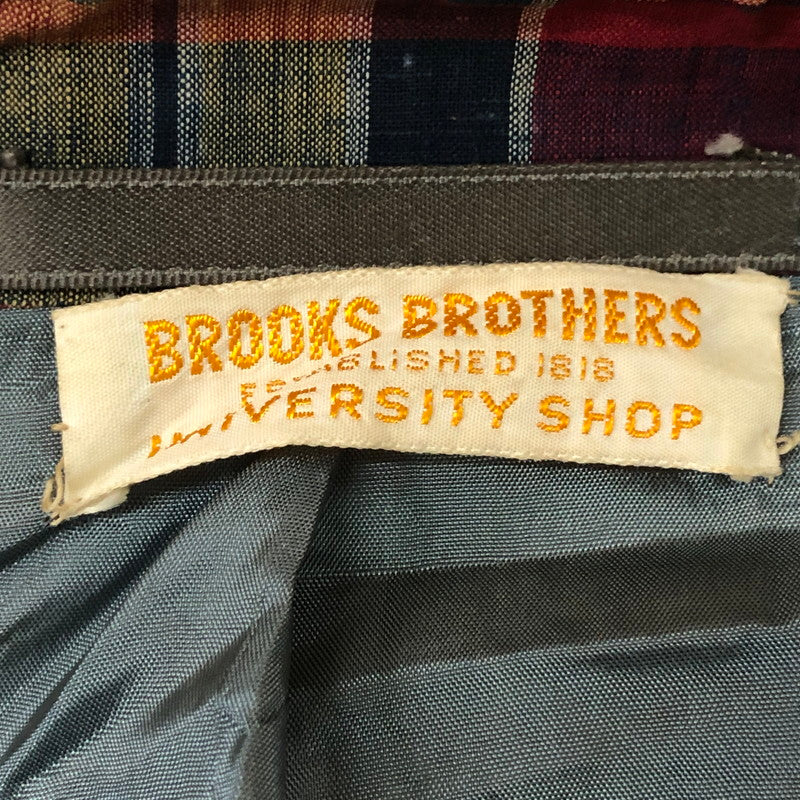 BROOKS BROTHERS
ESTABLISHED 1818
UNIVERSITY SHOP